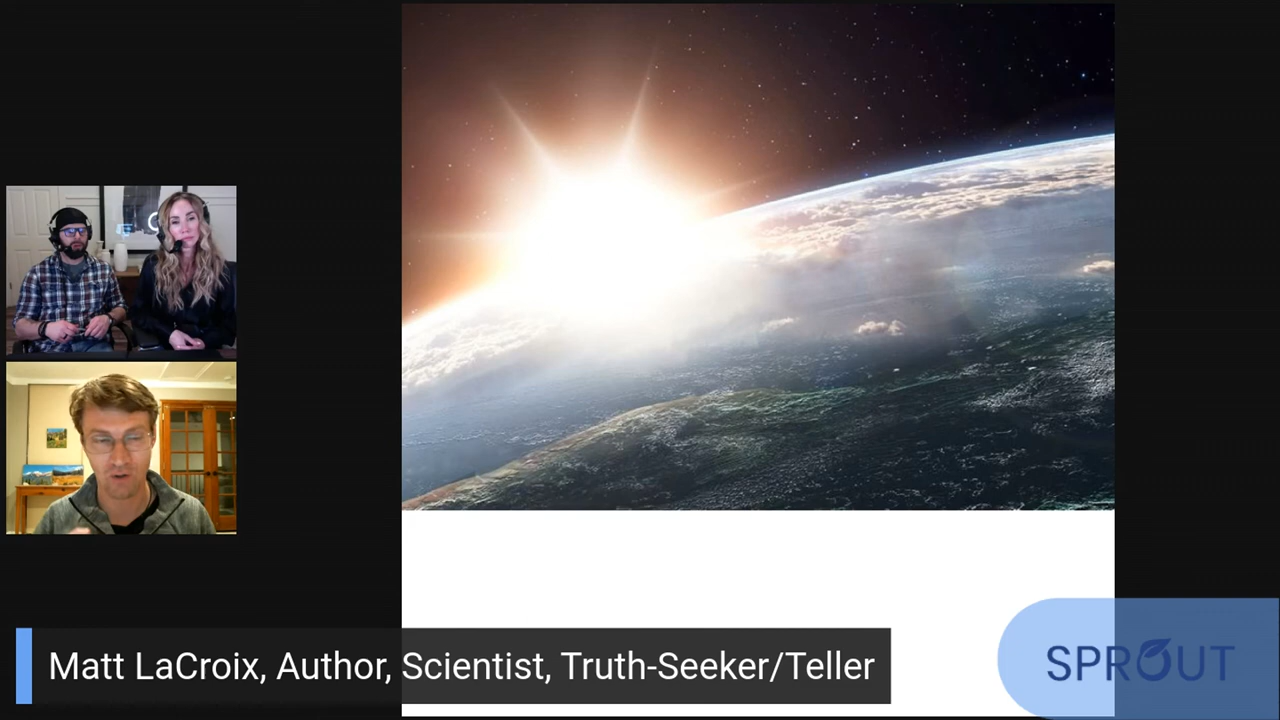 Matt LaCroix, Author, Scientist, Truth-Seeker/Teller
SPROUT